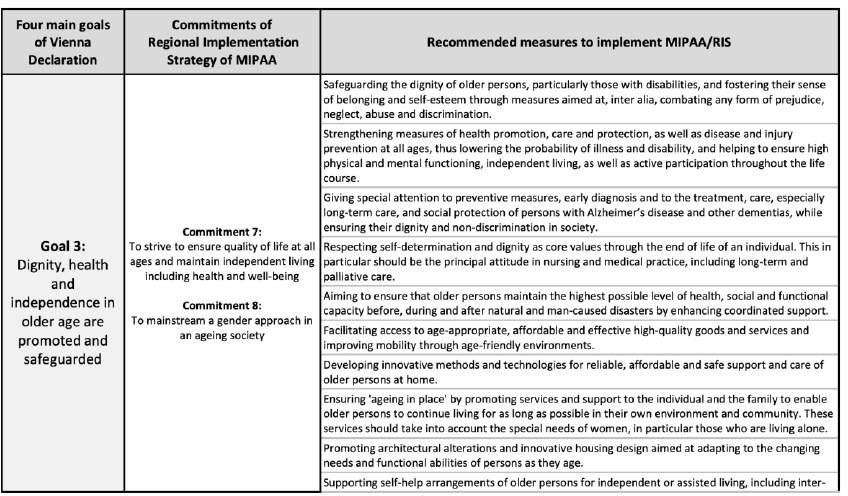 Four main goals
of Vienna
Declaration
Commitments of
Regional Implementation
Strategy of MIPAA
Recommended measures to implement MIPAA/RIS
Goal 3:
Dignity, health
and
independence in
older age are
promoted and
safeguarded
Commitment 7:
To strive to ensure quality of life at all
ages and maintain independent living
including health and well-being
Commitment 8:
To mainstream a gender approach in
an ageing society
Safeguarding the dignity of older persons, particularly those with disabilities, and fostering their sense
of belonging and self-esteem through measures aimed at, inter alia, combating any form of prejudice,
neglect, abuse and discrimination.
Strengthening measures of health promotion, care and protection, as well as disease and injury
prevention at all ages, thus lowering the probability of illness and disability, and helping to ensure high
physical and mental functioning, independent living, as well as active participation throughout the life
course.
Giving special attention to preventive measures, early diagnosis and to the treatment, care, especially
long-term care, and social protection of persons with Alzheimer's disease and other dementias, while
ensuring their dignity and non-discrimination in society.
Respecting self-determination and dignity as core values through the end of life of an individual. This in
particular should be the principal attitude in nursing and medical practice, including long-term and
palliative care.
Aiming to ensure that older persons maintain the highest possible level of health, social and functional
capacity before, during and after natural and man-caused disasters by enhancing coordinated support.
Facilitating access to age-appropriate, affordable and effective high-quality goods and services and
improving mobility through age-friendly environments.
Developing innovative methods and technologies for reliable, affordable and safe support and care of
older persons at home.
Ensuring 'ageing in place' by promoting services and support to the individual and the family to enable
older persons to continue living for as long as possible in their own environment and community. These
services should take into account the special needs of women, in particular those who are living alone.
Promoting architectural alterations and innovative housing design aimed at adapting to the changing
needs and functional abilities of persons as they age.
Supporting self-help arrangements of older persons for independent or assisted living, including inter-